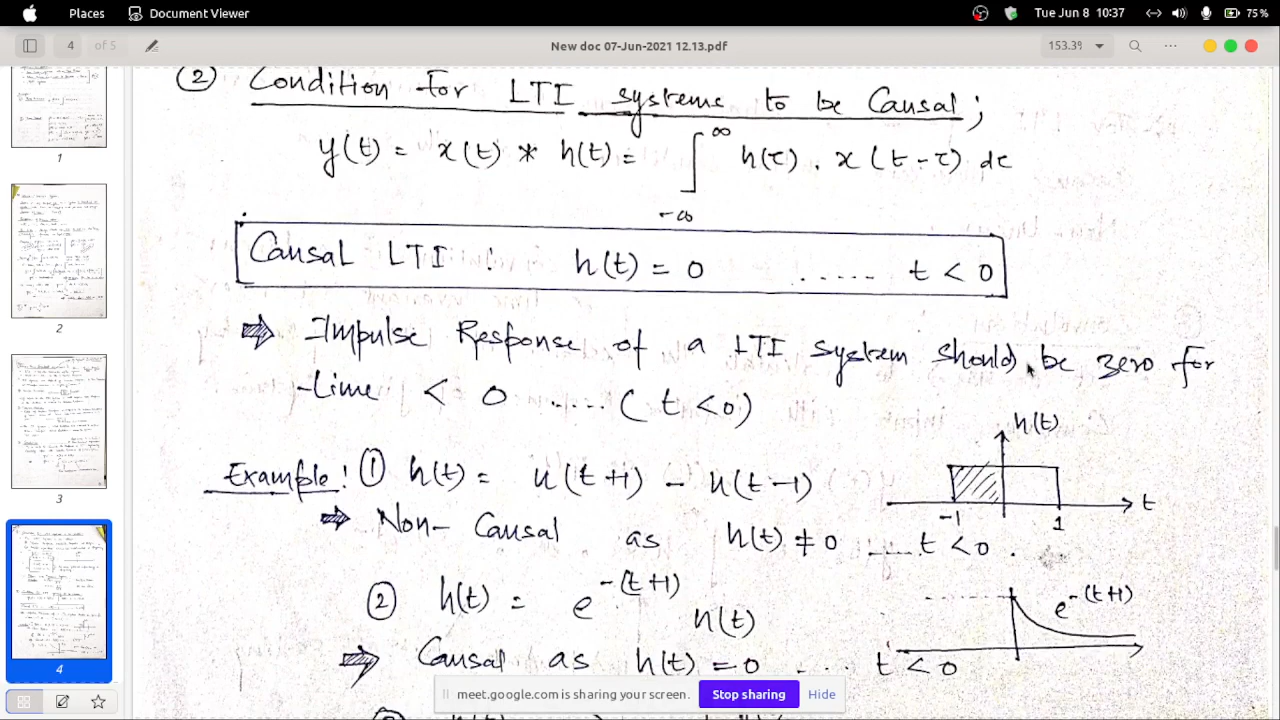 Places Document Viewer Tue Jun 8 10:37 75%
4 of 5 New doc 07-Jun-2021 12.13.pdf 153.39
② Condition for LTI systems to be Causal ;
y(t) = x(t) * h(t) = ∫ h(τ) . x(t-τ) dτ
∞
-∞
Causal LTI : h(t) = 0 ..... t < 0
⇒ Impulse Response of a LTI system should be zero for
time < 0 ..... ( t < 0)
h(t)
Example : ① h(t) = u(t+1) - u(t-1)
t
-1 1
⇒ Non-Causal as h(t) ≠ 0 ..... t < 0 .
② h(t) = e^-(t+1) u(t)
e^-(t+1)
⇒ Causal as h(t) = 0 .... t < 0
meet.google.com is sharing your screen. Stop sharing Hide
1
2
3
4